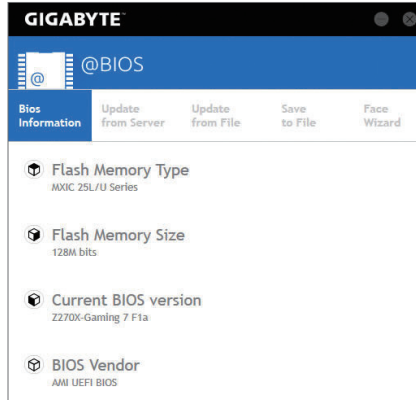 GIGABYTE™
@BIOS
@
Bios Information
Update from Server
Update from File
Save to File
Face Wizard
Flash Memory Type
MXIC 25L/U Series
Flash Memory Size
128M bits
Current BIOS version
Z270X-Gaming 7 F1a
BIOS Vendor
AMI UEFI BIOS